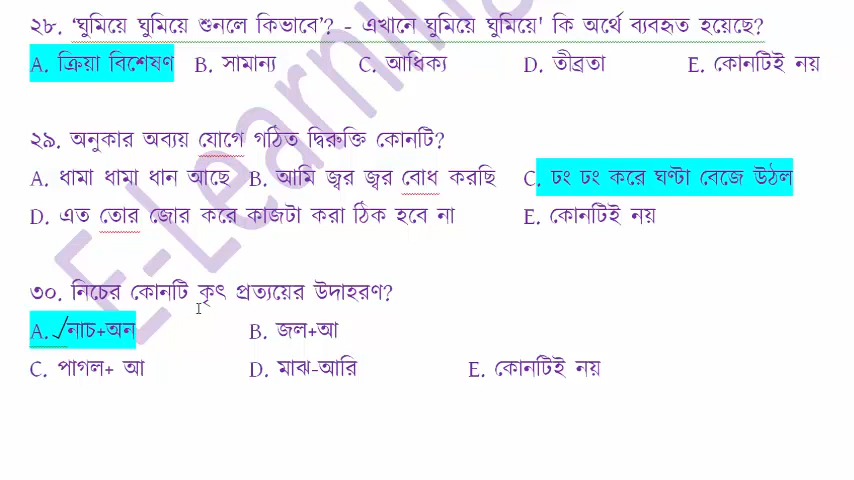 ২৮. ‘ঘুমিয়ে ঘুমিয়ে শুনলে কিভাবে’? - এখানে ঘুমিয়ে ঘুমিয়ে' কি অর্থে ব্যবহৃত হয়েছে?
A. ক্রিয়া বিশেষণ B. সামান্য C. আধিক্য D. তীব্রতা E. কোনটিই নয়
২৯. অনুকার অব্যয় যোগে গঠিত দ্বিরুক্তি কোনটি?
A. ধামা ধামা ধান আছে B. আমি জ্বর জ্বর বোধ করছি C. ঢং ঢং করে ঘণ্টা বেজে উঠল
D. এত তোর জোর করে কাজটা করা ঠিক হবে না E. কোনটিই নয়
৩০. নিচের কোনটি কৃৎ প্রত্যয়ের উদাহরণ?
A. √নাচ+অন B. জল+আ
C. পাগল+ আ D. মাঝ-আরি E. কোনটিই নয়
E-Learning